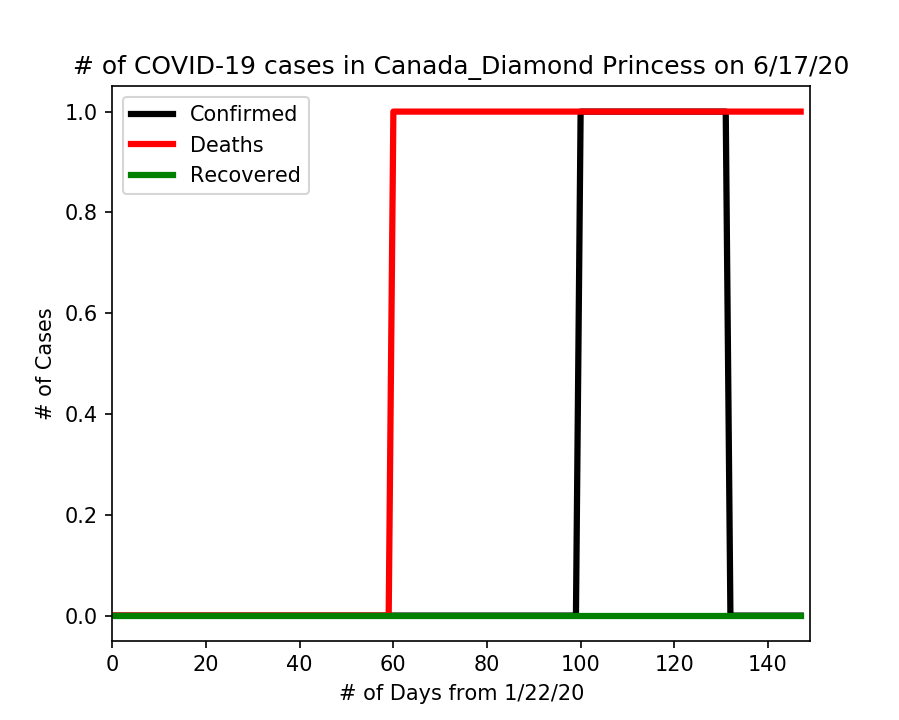 # of COVID-19 cases in Canada_Diamond Princess on 6/17/20
Confirmed
Deaths
Recovered
1.0
0.8
0.6
0.4
0.2
0.0
# of Cases
0 20 40 60 80 100 120 140
# of Days from 1/22/20